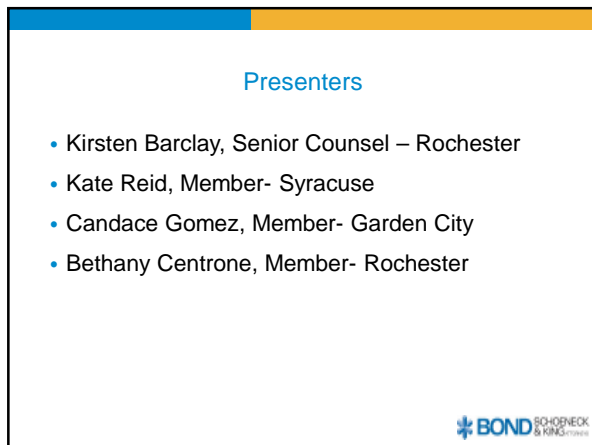 Presenters
• Kirsten Barclay, Senior Counsel – Rochester
• Kate Reid, Member- Syracuse
• Candace Gomez, Member- Garden City
• Bethany Centrone, Member- Rochester
BOND SCHOENECK
& KING ATTORNEYS